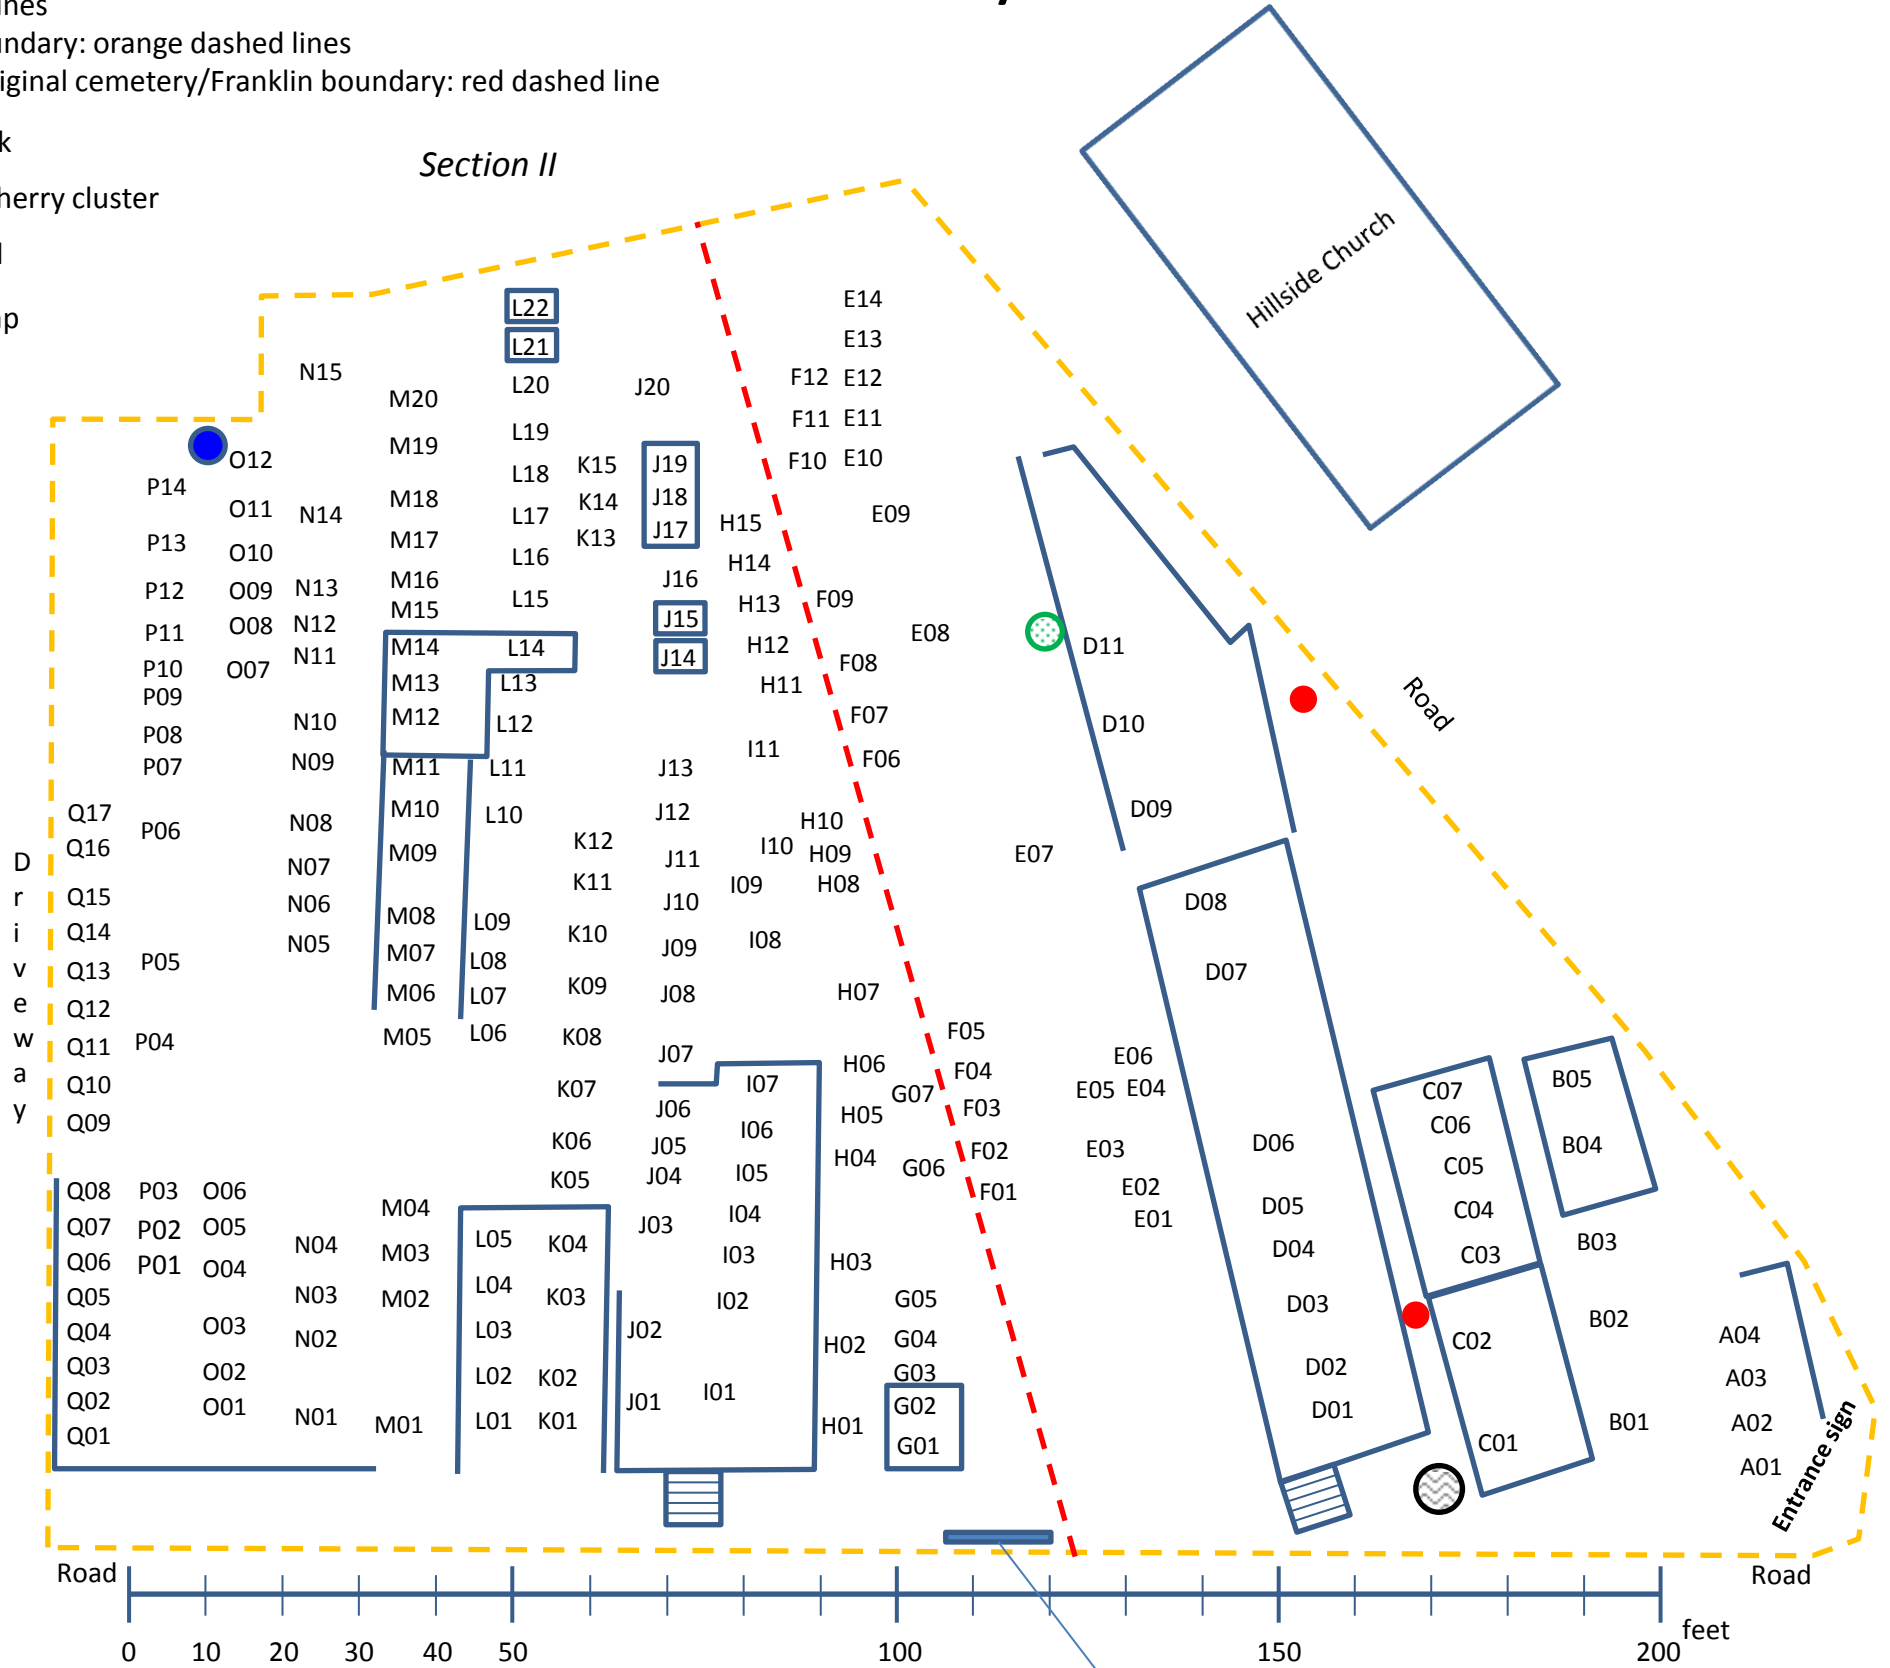 undary: orange dashed lines
iginal cemetery/Franklin boundary: red dashed line
herry cluster
Section II
Hillside Church
L22 E14
L21 E13
N15 L20 J20 F12 E12
M20 F11 E11
M19 L19
O12 L18 K15 J19 F10 E10
P14 M18 K14 J18
O11 N14 L17 J17 H15 E09
P13 O10 M17 L16 K13 H14
P12 O09 N13 M16 L15 J16 H13 F09
P11 O08 N12 M15 J15 H12 E08
P10 O07 N11 M14 L14 J14 F08 D11
P09 M13 L13 H11
P08 N10 M12 L12 F07 D10
P07 N09 M11 L11 J13 I11 F06
Q17 P06 N08 M10 L10 J12 H10 D09
Q16 M09 K12 J11 I10 H09 E07
N07 K11 I09 H08
Q15 N06 M08 L09 J10 D08
Q14 N05 M07 K10 J09 I08
Q13 P05 L08 D07
Q12 M06 L07 K09 J08 H07
Q11 P04 M05 L06 K08 J07 F05 E06
Q10 K07 I07 H06 F04 E05 E04 C07 B05
Q09 J06 H05 G07 F03 C06
K06 J05 I06 H04 F02 E03 D06 B04
Q08 P03 O06 K05 J04 I05 G06 F01 E02 C05
Q07 P02 O05 M04 J03 I04 E01 D05 C04
Q06 P01 O04 N04 M03 L05 K04 I03 H03 D04 C03 B03
Q05 N03 M02 L04 K03 I02 G05 D03
Q04 O03 N02 L03 J02 H02 G04 C02 B02 A04
Q03 O02 L02 K02 G03 D02 A03
Q02 O01 J01 I01 G02 D01
Q01 N01 M01 L01 K01 H01 G01 C01 B01 A02
A01
Driveway
Road
Entrance sign
Road
Road
feet
0 10 20 30 40 50 100 150 200